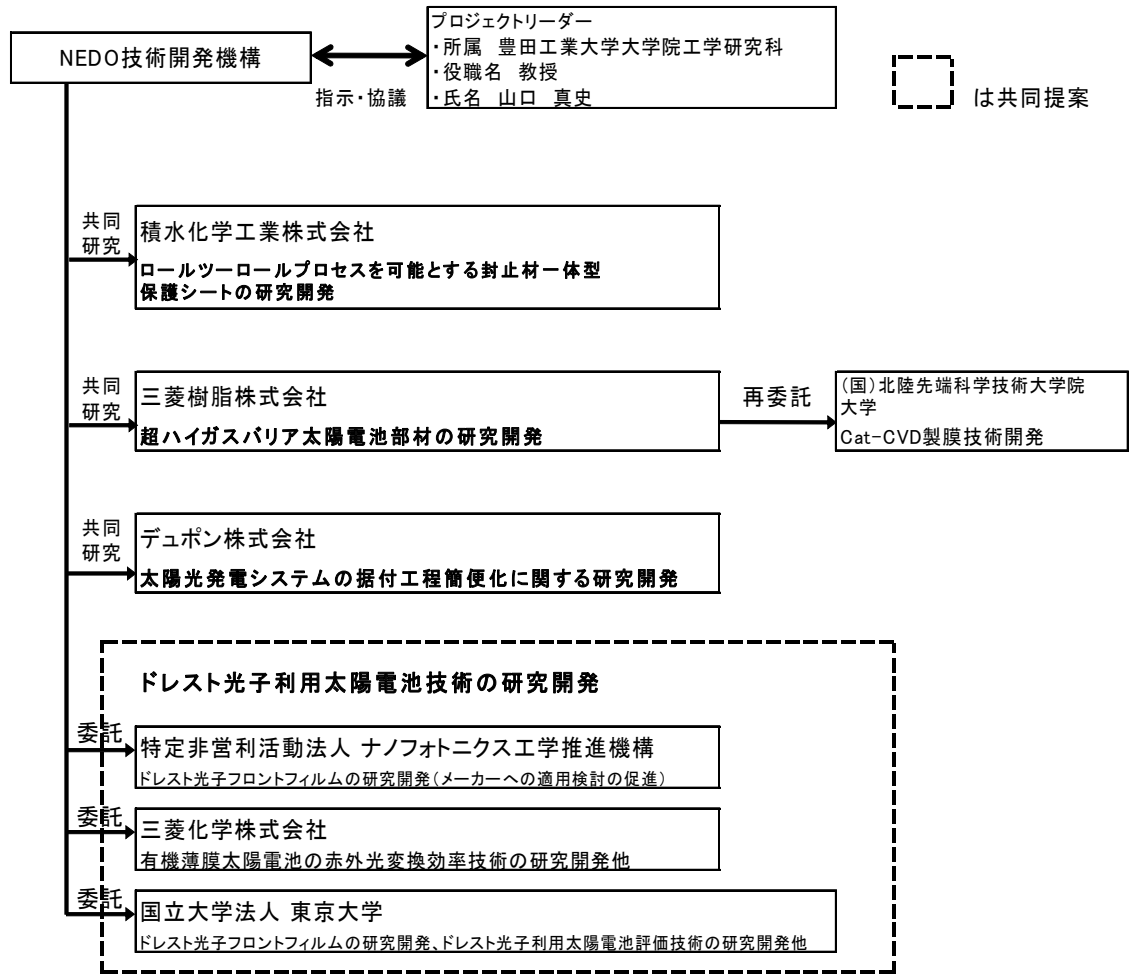 NEDO技術開発機構
指示・協議
プロジェクトリーダー
・所属 豊田工業大学大学院工学研究科
・役職名 教授
・氏名 山口 真史
は共同提案
共同
研究
積水化学工業株式会社
ロールツーロールプロセスを可能とする封止材一体型
保護シートの研究開発
共同
研究
三菱樹脂株式会社
超ハイガスバリア太陽電池部材の研究開発
再委託
(国)北陸先端科学技術大学院
大学
Cat-CVD製膜技術開発
共同
研究
デュポン株式会社
太陽光発電システムの据付工程簡便化に関する研究開発
ドレスト光子利用太陽電池技術の研究開発
委託
特定非営利活動法人 ナノフォトニクス工学推進機構
ドレスト光子フロントフィルムの研究開発(メーカーへの適用検討の促進)
委託
三菱化学株式会社
有機薄膜太陽電池の赤外光変換効率技術の研究開発他
委託
国立大学法人 東京大学
ドレスト光子フロントフィルムの研究開発、ドレスト光子利用太陽電池評価技術の研究開発他